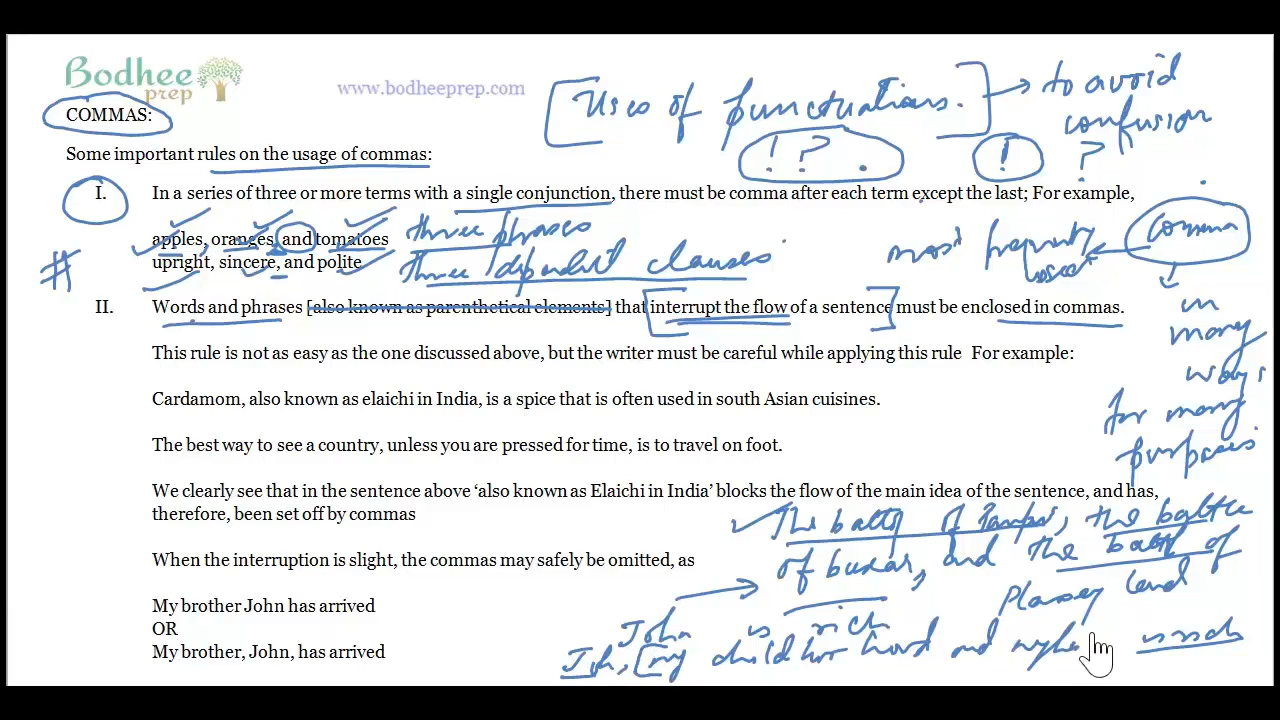 Bodhee
prep
www.bodheeprep.com
[Uses of punctuations.] → to avoid
confusion
! ? .
!
?
COMMAS:
Some important rules on the usage of commas:
I. In a series of three or more terms with a single conjunction, there must be comma after each term except the last; For example,
apples, oranges, and tomatoes three phrases
upright, sincere, and polite three dependent clauses
#
comma
most frequently
used
in
many
ways
for many
purposes
II. Words and phrases [also known as parenthetical elements] that [interrupt the flow of a sentence] must be enclosed in commas.
This rule is not as easy as the one discussed above, but the writer must be careful while applying this rule For example:
Cardamom, also known as elaichi in India, is a spice that is often used in south Asian cuisines.
The best way to see a country, unless you are pressed for time, is to travel on foot.
We clearly see that in the sentence above ‘also known as Elaichi in India’ blocks the flow of the main idea of the sentence, and has,
therefore, been set off by commas
The battle of , the battle
of buxar, and the battle of
Plassey
When the interruption is slight, the commas may safely be omitted, as
My brother John has arrived
OR
My brother, John, has arrived
John is rich
John, [my childhood and